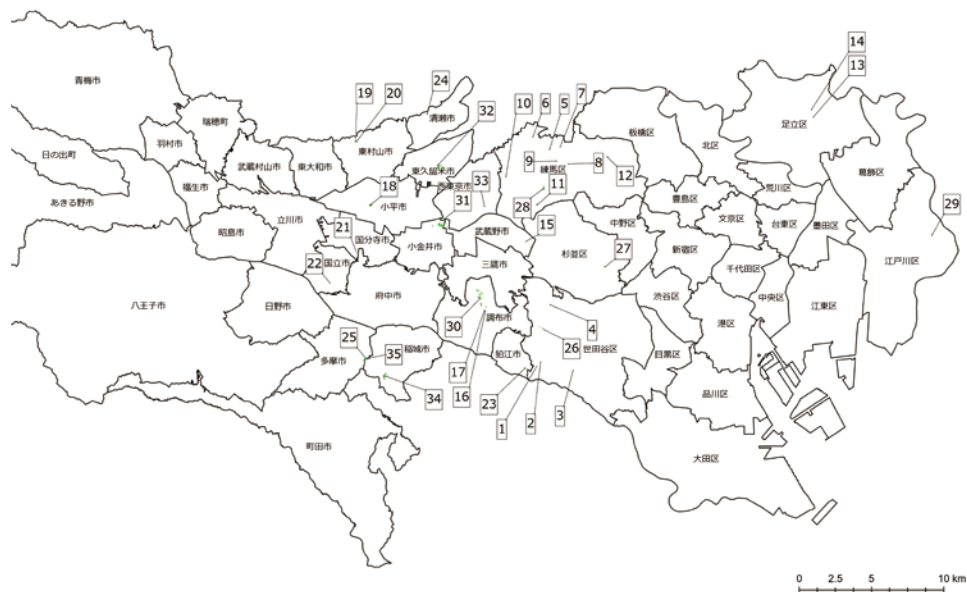 14
13
24
19
20
10
6
5
7
32
青梅市
瑞穂町
清瀬市
足立区
羽村市
東村山市
板橋区
北区
日の出町
武蔵村山市
東大和市
東久留米市
9
練馬区
8
12
葛飾区
福生市
18
西東京市
33
11
豊島区
荒川区
あきる野市
小平市
31
28
文京区
台東区
墨田区
29
立川市
21
武蔵野市
15
中野区
27
昭島市
国分寺市
小金井市
杉並区
新宿区
江戸川区
22
国立市
三鷹市
千代田区
八王子市
日野市
府中市
渋谷区
中央区
江東区
30
調布市
4
港区
25
35
稲城市
26
世田谷区
目黒区
多摩市
狛江市
17
34
16
23
1
2
3
品川区
町田市
大田区
0 2.5 5 10 km